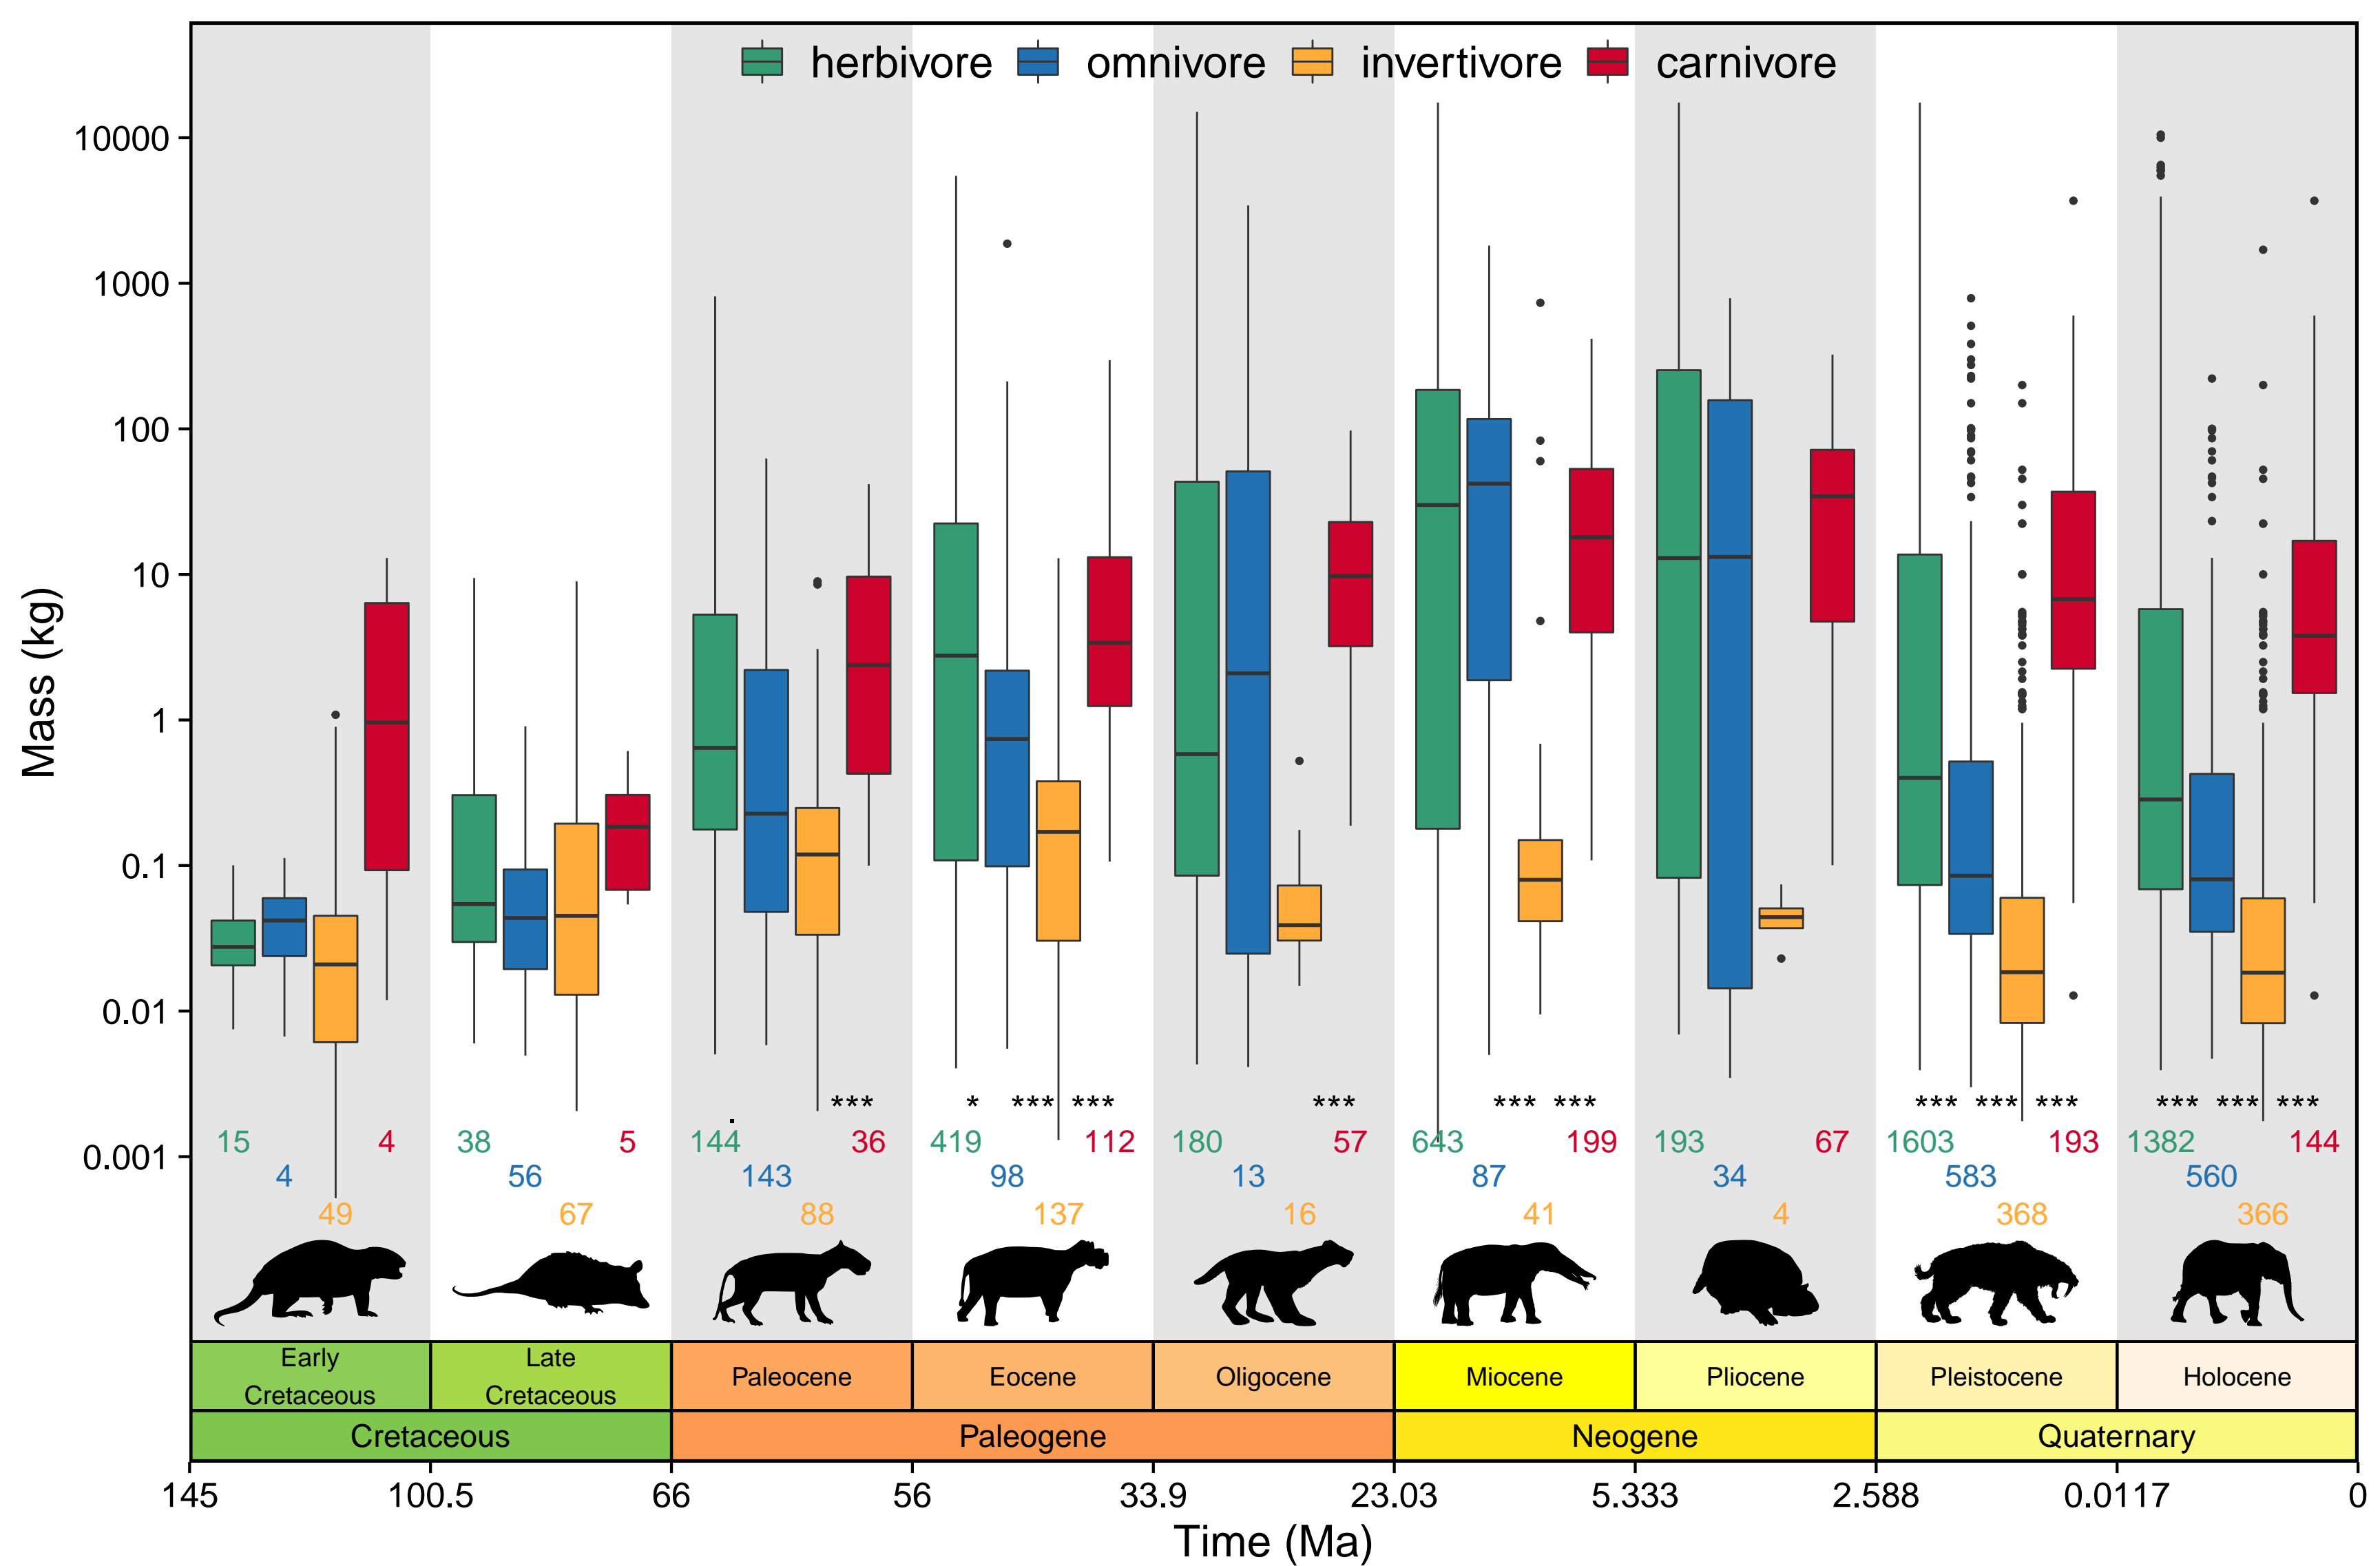 herbivore omnivore invertivore carnivore
10000
1000
100
10
1
0.1
0.01
0.001
Mass (kg)
*** * *** *** *** *** *** *** *** *** *** *** ***
.
15 4 38 5 144 36 419 112 180 57 643 199 193 67 1603 193 1382 144
4 56 143 98 13 87 34 583 560
49 67 88 137 16 41 4 368 366
Early Cretaceous
Late Cretaceous
Paleocene Eocene Oligocene Miocene Pliocene Pleistocene Holocene
Cretaceous Paleogene Neogene Quaternary
145 100.5 66 56 33.9 23.03 5.333 2.588 0.0117 0
Time (Ma)